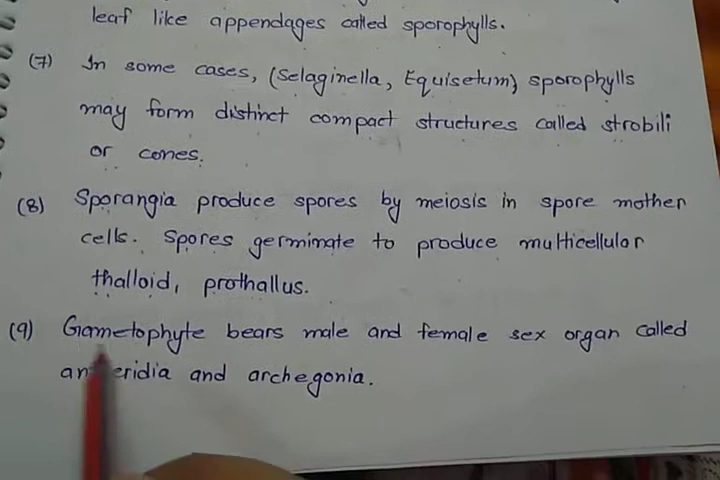 leaf like appendages called sporophylls.
(7) In some cases, (Selaginella, Equisetum) sporophylls
may form distinct compact structures called strobili
or cones.
(8) Sporangia produce spores by meiosis in spore mother
cells. Spores germinate to produce multicellular
thalloid, prothallus.
(9) Gametophyte bears male and female sex organ called
and archegonia.